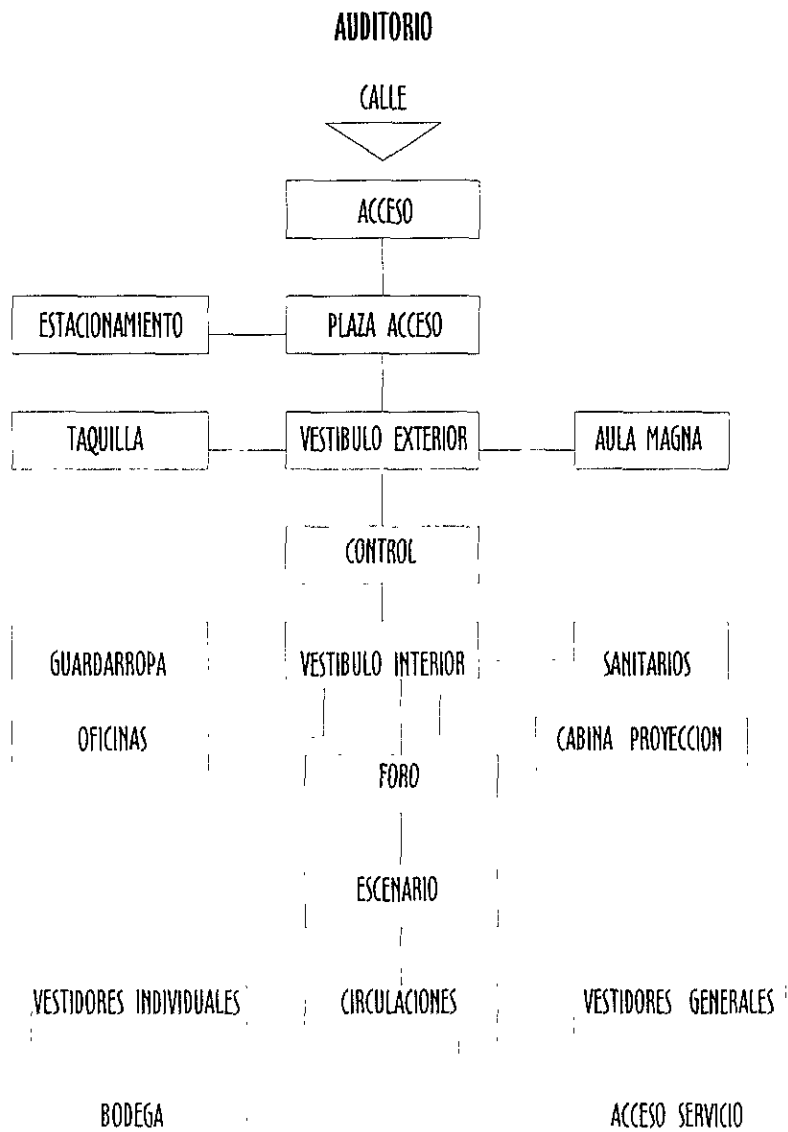 AUDITORIO
CALLE
ACCESO
ESTACIONAMIENTO
PLAZA ACCESO
TAQUILLA
VESTIBULO EXTERIOR
AULA MAGNA
CONTROL
GUARDARROPA
VESTIBULO INTERIOR
SANITARIOS
OFICINAS
CABINA PROYECCION
FORO
ESCENARIO
VESTIDORES INDIVIDUALES
CIRCULACIONES
VESTIDORES GENERALES
BODEGA
ACCESO SERVICIO